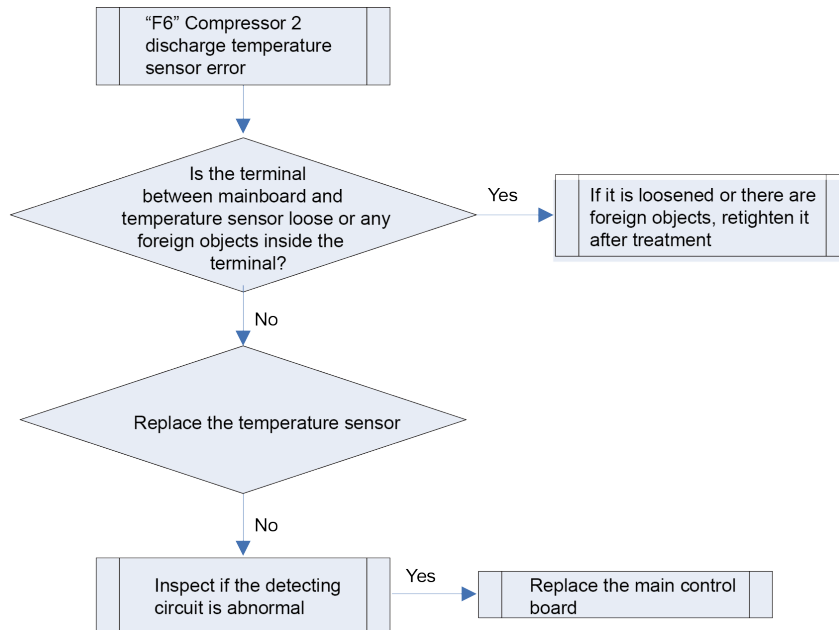 “F6” Compressor 2
discharge temperature
sensor error
Is the terminal
between mainboard and
temperature sensor loose or any
foreign objects inside the
terminal?
Yes
If it is loosened or there are
foreign objects, retighten it
after treatment
No
Replace the temperature sensor
No
Inspect if the detecting
circuit is abnormal
Yes
Replace the main control
board